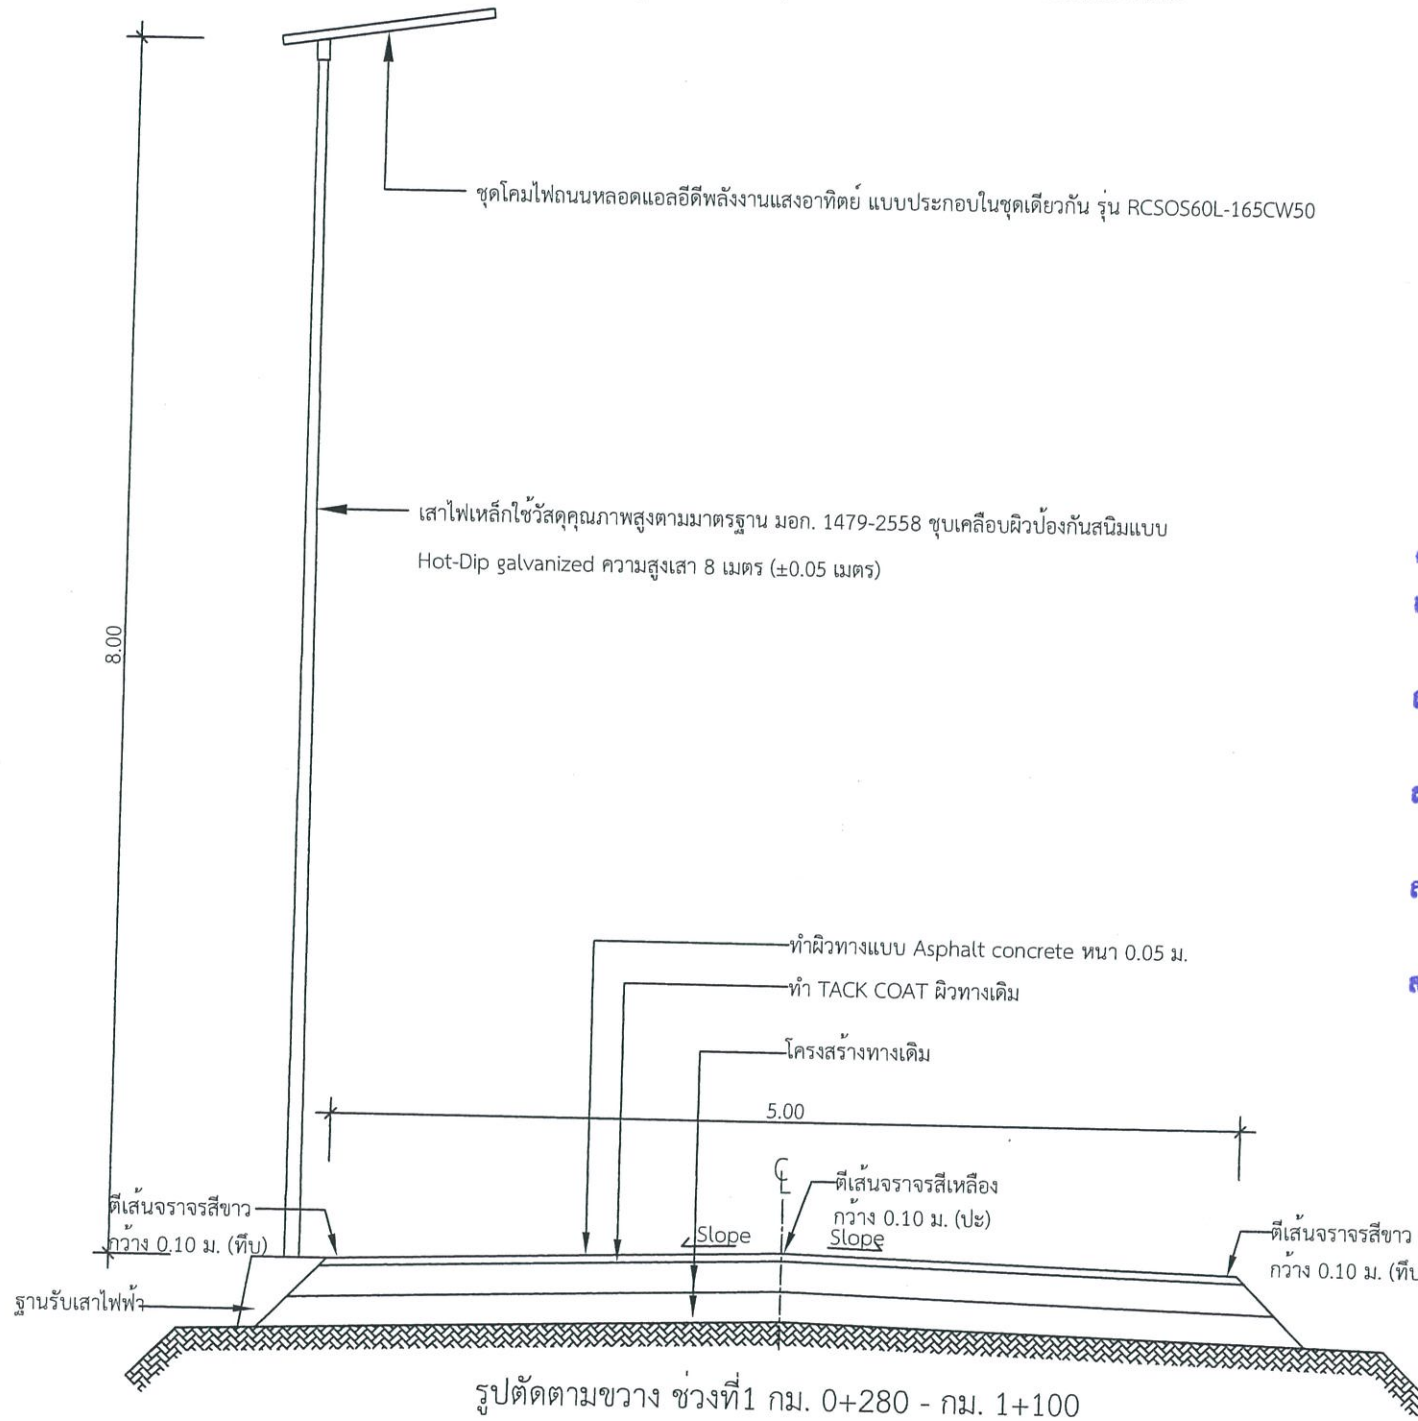 ชุดโคมไฟถนนหลอดแอลอีดีพลังงานแสงอาทิตย์ แบบประกอบในชุดเดียวกัน รุ่น RCSOS60L-165CW50
เสาไฟเหล็กใช้วัสดุคุณภาพสูงตามมาตรฐาน มอก. 1479-2558 ชุบเคลือบผิวป้องกันสนิมแบบ
Hot-Dip galvanized ความสูงเสา 8 เมตร (±0.05 เมตร)
8.00
ทำผิวทางแบบ Asphalt concrete หนา 0.05 ม.
ทำ TACK COAT ผิวทางเดิม
โครงสร้างทางเดิม
5.00
ตีเส้นจราจรสีขาว
กว้าง 0.10 ม. (ทึบ)
CL
ตีเส้นจราจรสีเหลือง
กว้าง 0.10 ม. (ปะ)
Slope
Slope
ตีเส้นจราจรสีขาว
กว้าง 0.10 ม. (ทึบ
ฐานรับเสาไฟฟ้า
รูปตัดตามขวาง ช่วงที่1 กม. 0+280 - กม. 1+100